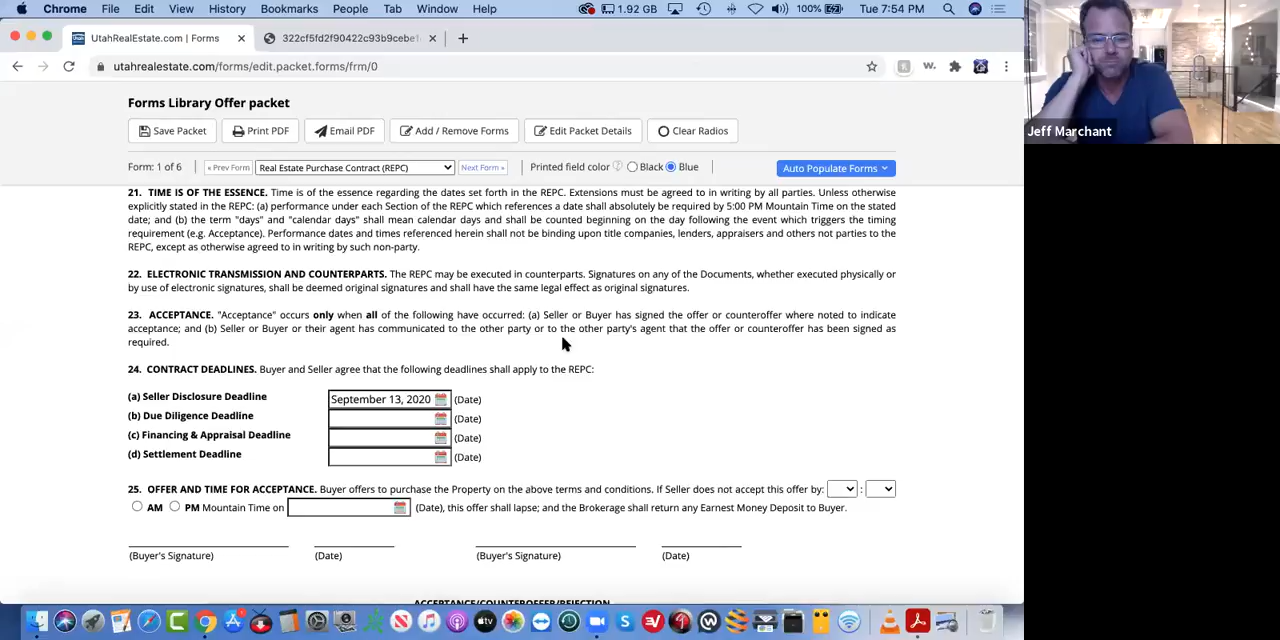 Chrome File Edit View History Bookmarks People Tab Window Help 1.92 GB 100% Tue 7:54 PM
UtahRealEstate.com | Forms 322cf5fd2f90422c93b9cebe1
utahrealestate.com/forms/edit.packet.forms/frm/0
Jeff Marchant
Forms Library Offer packet
Save Packet Print PDF Email PDF Add / Remove Forms Edit Packet Details Clear Radios
Form: 1 of 6 « Prev Form Real Estate Purchase Contract (REPC) Next Form » Printed field color ? Black Blue Auto Populate Forms
21. TIME IS OF THE ESSENCE. Time is of the essence regarding the dates set forth in the REPC. Extensions must be agreed to in writing by all parties. Unless otherwise
explicitly stated in the REPC: (a) performance under each Section of the REPC which references a date shall absolutely be required by 5:00 PM Mountain Time on the stated
date; and (b) the term "days" and "calendar days" shall mean calendar days and shall be counted beginning on the day following the event which triggers the timing
requirement (e.g. Acceptance). Performance dates and times referenced herein shall not be binding upon title companies, lenders, appraisers and others not parties to the
REPC, except as otherwise agreed to in writing by such non-party.
22. ELECTRONIC TRANSMISSION AND COUNTERPARTS. The REPC may be executed in counterparts. Signatures on any of the Documents, whether executed physically or
by use of electronic signatures, shall be deemed original signatures and shall have the same legal effect as original signatures.
23. ACCEPTANCE. "Acceptance" occurs only when all of the following have occurred: (a) Seller or Buyer has signed the offer or counteroffer where noted to indicate
acceptance; and (b) Seller or Buyer or their agent has communicated to the other party or to the other party's agent that the offer or counteroffer has been signed as
required.
24. CONTRACT DEADLINES. Buyer and Seller agree that the following deadlines shall apply to the REPC:
(a) Seller Disclosure Deadline September 13, 2020 (Date)
(b) Due Diligence Deadline (Date)
(c) Financing & Appraisal Deadline (Date)
(d) Settlement Deadline (Date)
25. OFFER AND TIME FOR ACCEPTANCE. Buyer offers to purchase the Property on the above terms and conditions. If Seller does not accept this offer by: :
AM PM Mountain Time on (Date), this offer shall lapse; and the Brokerage shall return any Earnest Money Deposit to Buyer.
(Buyer's Signature) (Date) (Buyer's Signature) (Date)
ACCEPTANCE/COUNTEROFFER/REJECTION